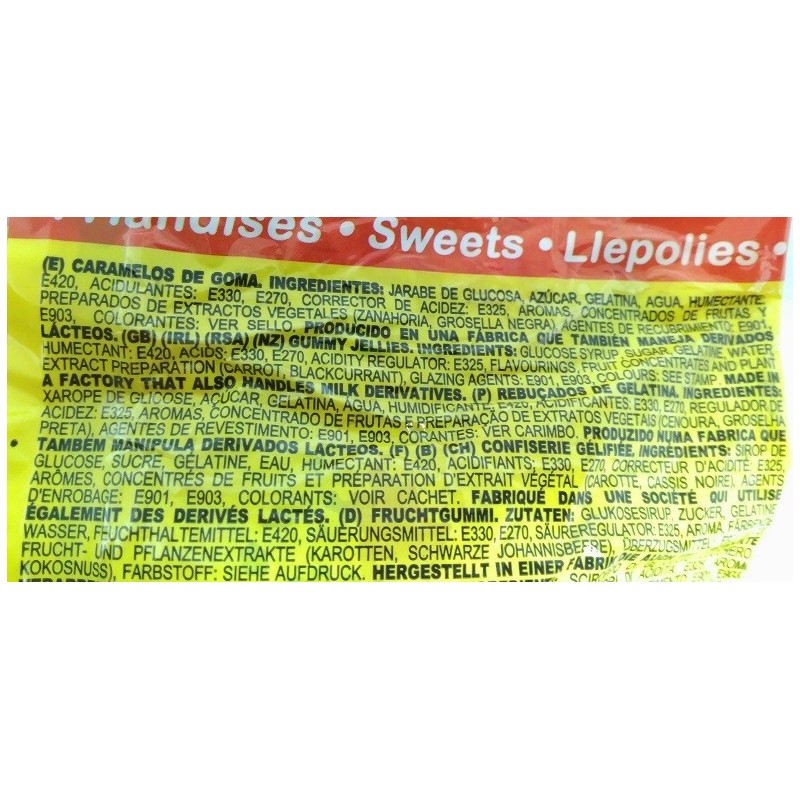 • Sweets • Llepolies •
(E) CARAMELOS DE GOMA. INGREDIENTES: JARABE DE GLUCOSA, AZÚCAR, GELATINA, AGUA, HUMECTANTE:
E420, ACIDULANTES: E330, E270, CORRECTOR DE ACIDEZ: E325, AROMAS, CONCENTRADOS DE FRUTAS Y
PREPARADOS DE EXTRACTOS VEGETALES (ZANAHORIA, GROSELLA NEGRA), AGENTES DE RECUBRIMIENTO: E901,
E903, COLORANTES: VER SELLO. PRODUCIDO EN UNA FÁBRICA QUE TAMBIÉN MANEJA DERIVADOS
LÁCTEOS. (GB) (IRL) (RSA) (NZ) GUMMY JELLIES. INGREDIENTS: GLUCOSE SYRUP, SUGAR, GELATINE, WATER,
HUMECTANT: E420, ACIDS: E330, E270, ACIDITY REGULATOR: E325, FLAVOURINGS, FRUIT CONCENTRATES AND PLANT
EXTRACT PREPARATION (CARROT, BLACKCURRANT), GLAZING AGENTS: E901, E903, COLOURS: SEE STAMP. MADE IN
A FACTORY THAT ALSO HANDLES MILK DERIVATIVES. (P) REBUÇADOS DE GELATINA. INGREDIENTES:
XAROPE DE GLICOSE, AÇUCAR, GELATINA, ÁGUA, HUMIDIFICANTE: E420, ACIDIFICANTES: E330, E270, REGULADOR DE
ACIDEZ: E325, AROMAS, CONCENTRADO DE FRUTAS E PREPARAÇÃO DE EXTRATOS VEGETAIS (CENOURA, GROSELHA
PRETA), AGENTES DE REVESTIMENTO: E901, E903, CORANTES: VER CARIMBO. PRODUZIDO NUMA FABRICA QUE
• TAMBÉM MANIPULA DERIVADOS LACTEOS. (F) (B) (CH) CONFISERIE GÉLIFIÉE. INGRÉDIENTS: SIROP DE
GLUCOSE, SUCRE, GÉLATINE, EAU, HUMECTANT: E420, ACIDIFIANTS: E330, E270, CORRECTEUR D'ACIDITÉ: E325,
ARÔMES, CONCENTRÉS DE FRUITS ET PRÉPARATION D'EXTRAIT VÉGÉTAL (CAROTTE, CASSIS NOIRE), AGENTS
D'ENROBAGE: E901, E903, COLORANTS: VOIR CACHET. FABRIQUÉ DANS UNE SOCIÉTÉ QUI UTILISE
ÉGALEMENT DES DERIVÉS LACTÉS. (D) FRUCHTGUMMI. ZUTATEN: GLUKOSESIRUP, ZUCKER, GELATINE,
WASSER, FEUCHTHALTEMITTEL: E420, SÄUERUNGSMITTEL: E330, E270, SÄUREREGULATOR: E325, AROMA, FÄRBENDE
FRUCHT- UND PFLANZENEXTRAKTE (KAROTTEN, SCHWARZE JOHANNISBEERE), ÜBERZUGSMITTEL:
KOKOSNUSS), FARBSTOFF: SIEHE AUFDRUCK. HERGESTELLT IN EINER